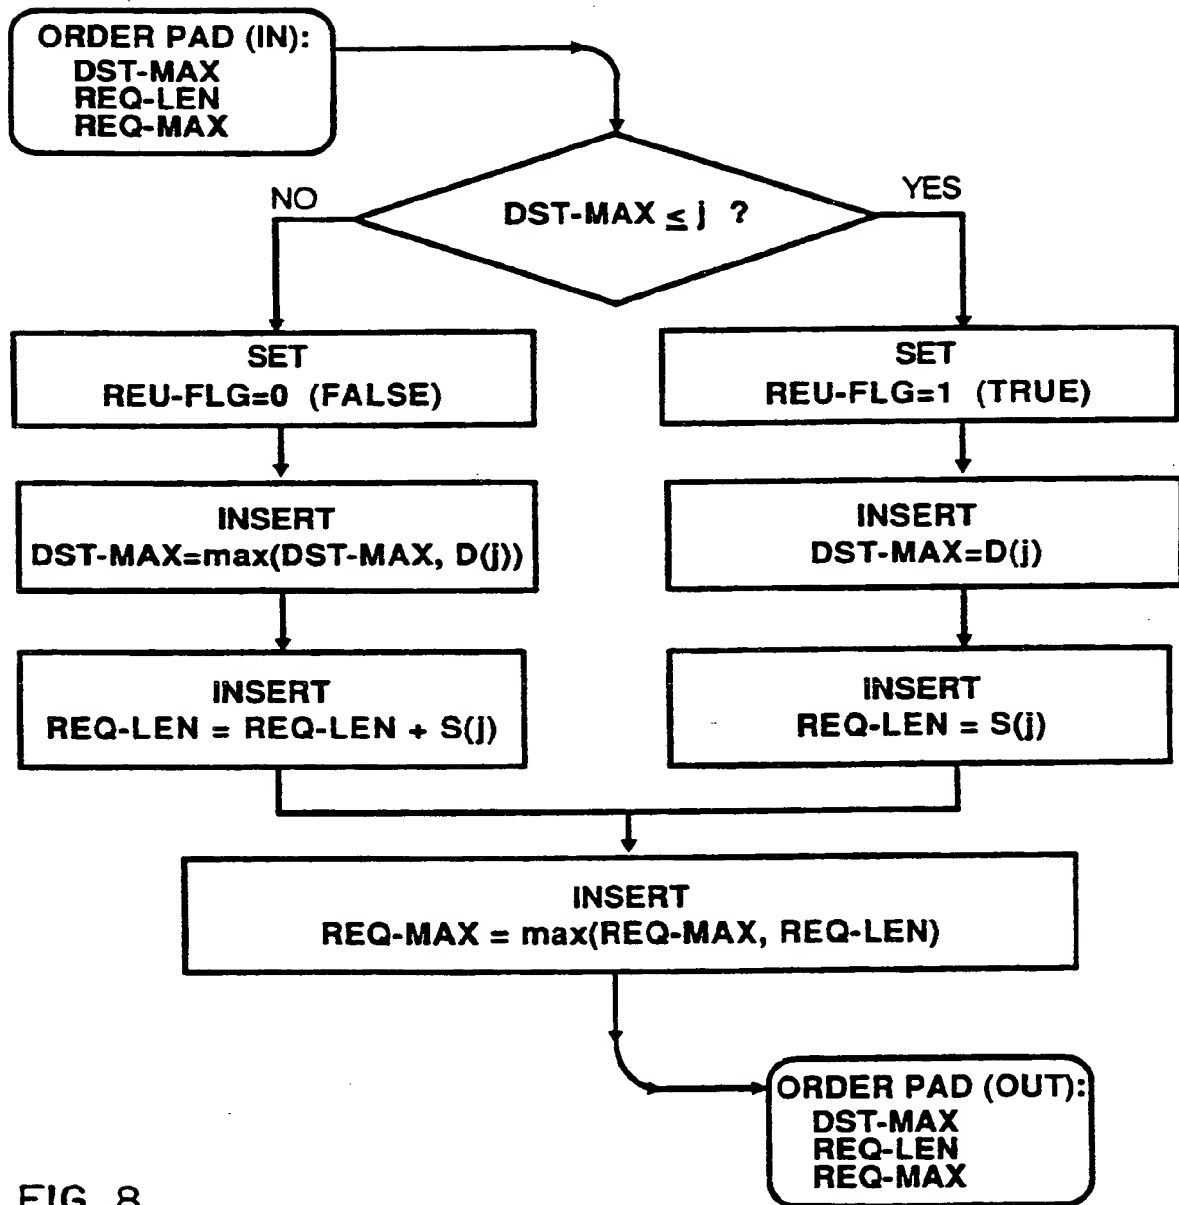 ORDER PAD (IN):
DST-MAX
REQ-LEN
REQ-MAX
DST-MAX ≤ j ?
NO
YES
SET
REU-FLG=0 (FALSE)
SET
REU-FLG=1 (TRUE)
INSERT
DST-MAX=max(DST-MAX, D(j))
INSERT
DST-MAX=D(j)
INSERT
REQ-LEN = REQ-LEN + S(j)
INSERT
REQ-LEN = S(j)
INSERT
REQ-MAX = max(REQ-MAX, REQ-LEN)
ORDER PAD (OUT):
DST-MAX
REQ-LEN
REQ-MAX
FIG. 8